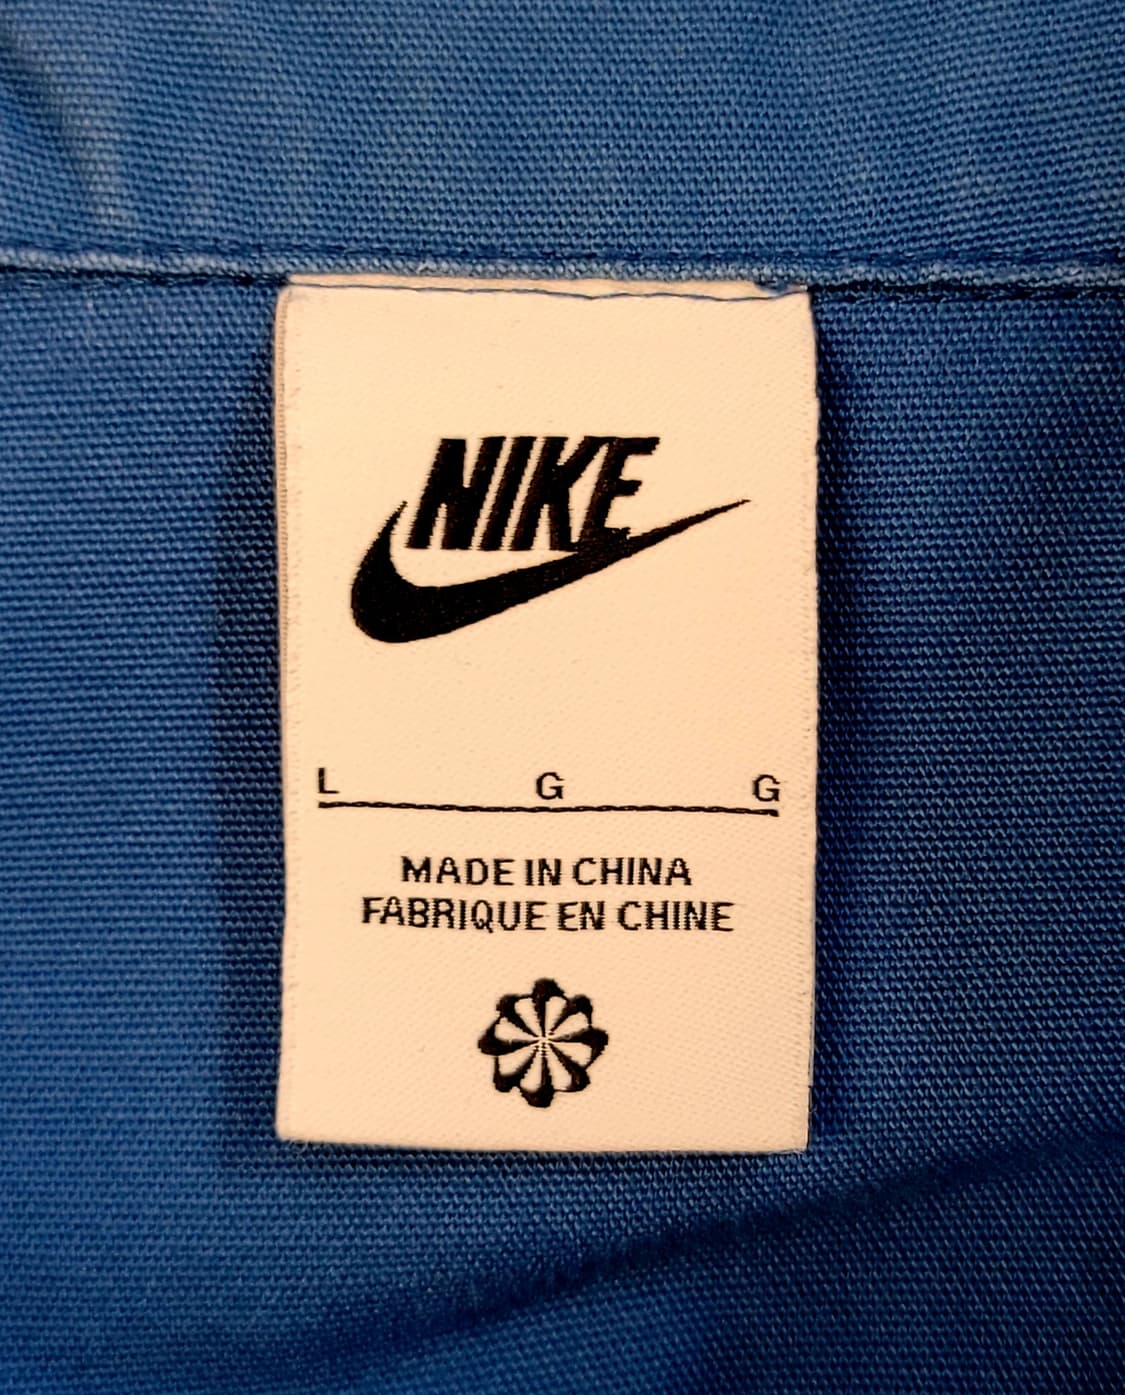 NIKE
L G G
MADE IN CHINA
FABRIQUE EN CHINE